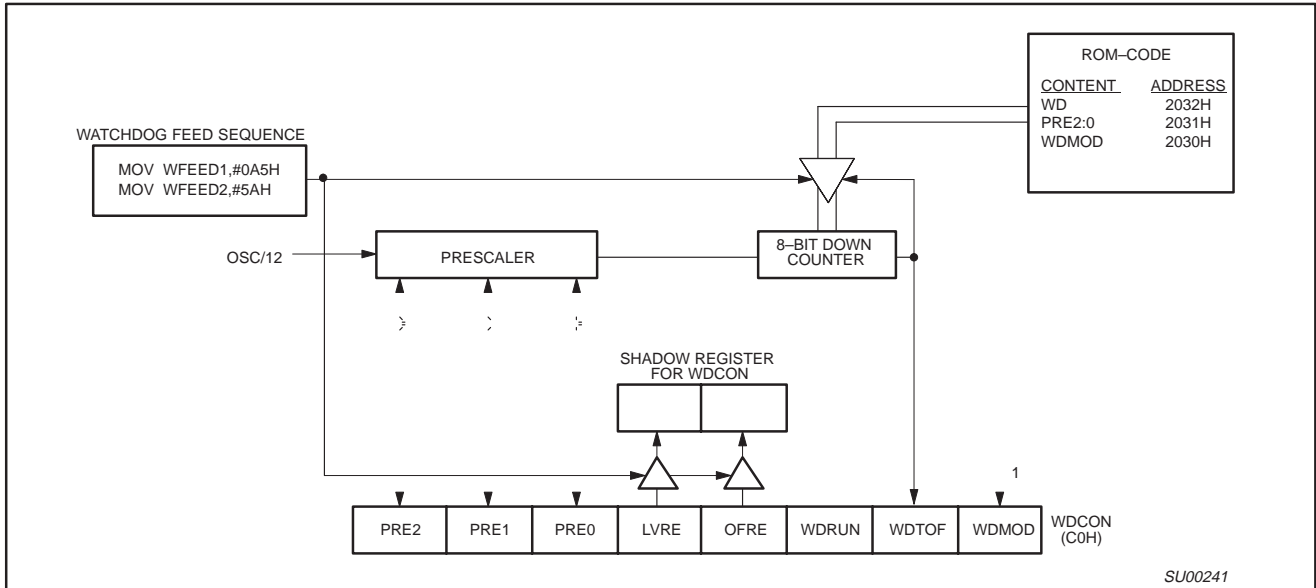 ROM–CODE
CONTENT ADDRESS
WD 2032H
PRE2:0 2031H
WDMOD 2030H
WATCHDOG FEED SEQUENCE
MOV WFEED1,#0A5H
MOV WFEED2,#5AH
OSC/12
PRESCALER
8–BIT DOWN
COUNTER
SHADOW REGISTER
FOR WDCON
1
PRE2 PRE1 PRE0 LVRE OFRE WDRUN WDTOF WDMOD
WDCON
(C0H)
SU00241